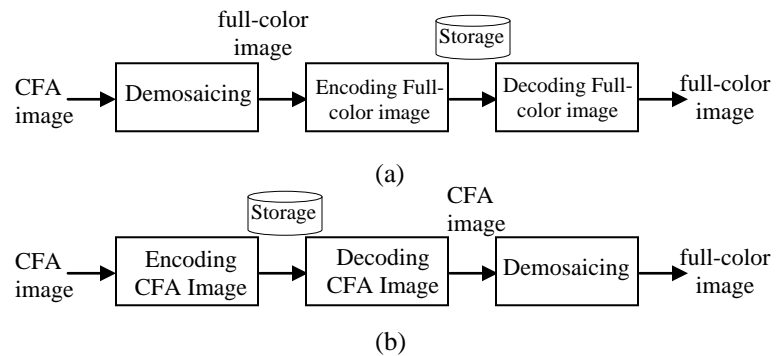 full-color
image
Storage
CFA
image
Demosaicing
Encoding Full-
color image
Decoding Full-
color image
full-color
image
(a)
Storage
CFA
image
CFA
image
Encoding
CFA Image
Decoding
CFA Image
Demosaicing
full-color
image
(b)